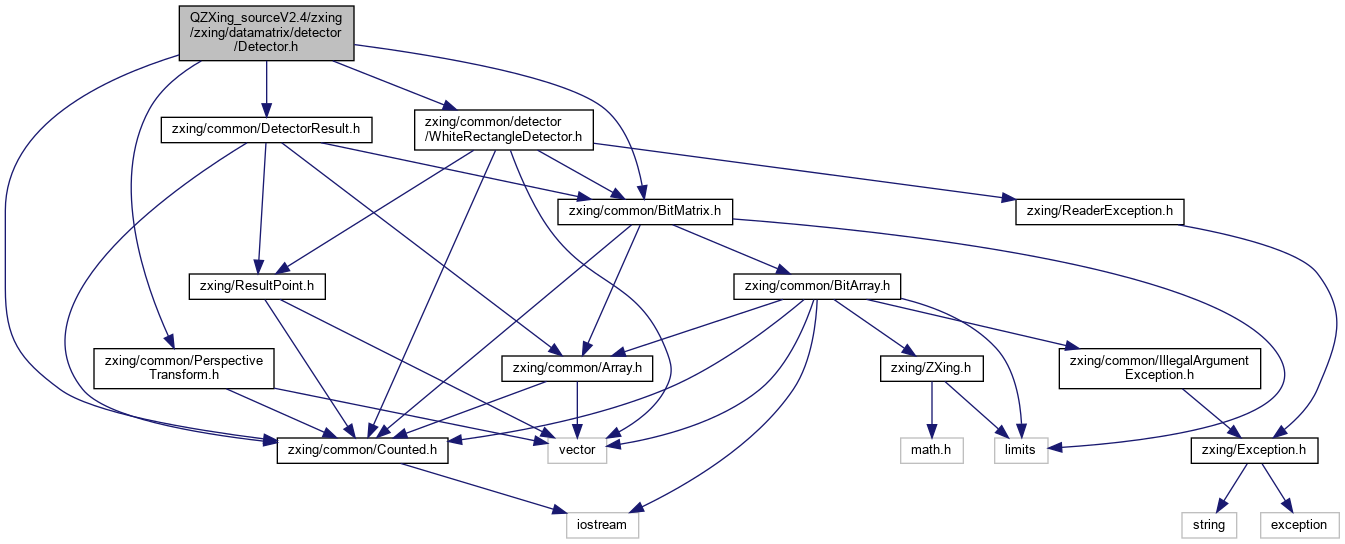 QZXing_sourceV2.4/zxing
/zxing/datamatrix/detector
/Detector.h
zxing/common/DetectorResult.h
zxing/common/detector
/WhiteRectangleDetector.h
zxing/common/BitMatrix.h
zxing/ReaderException.h
zxing/ResultPoint.h
zxing/common/BitArray.h
zxing/common/Perspective
Transform.h
zxing/common/Array.h
zxing/ZXing.h
zxing/common/IllegalArgument
Exception.h
zxing/common/Counted.h
vector
math.h
limits
zxing/Exception.h
iostream
string
exception